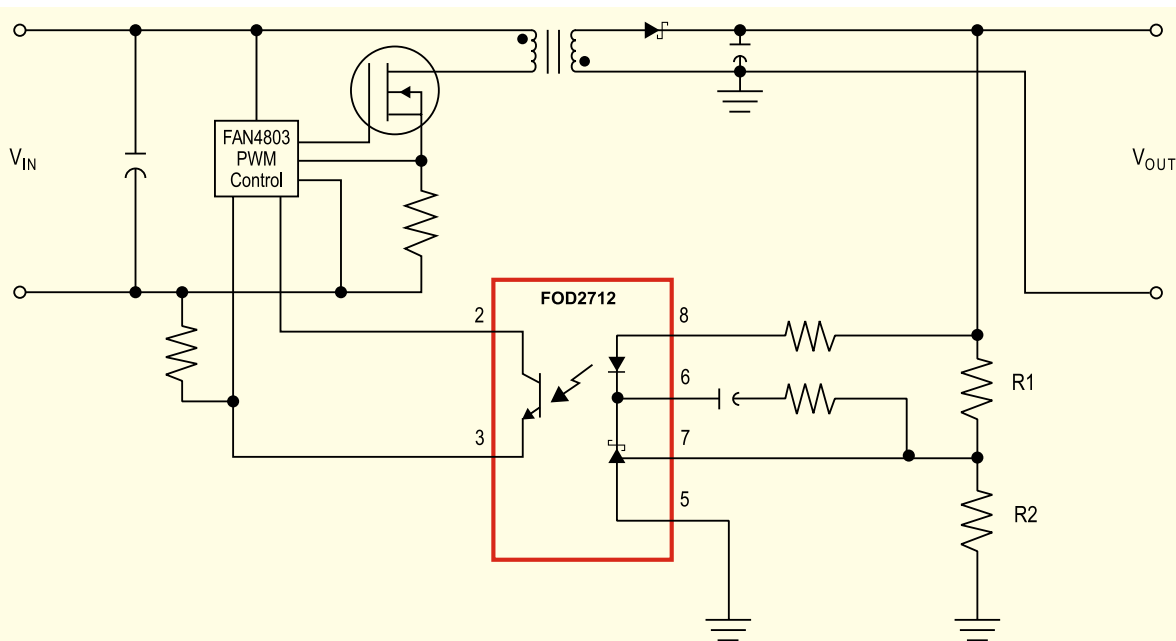 FAN4803
PWM
Control
V_IN
V_OUT
FOD2712
2
8
6
R1
3
7
5
R2